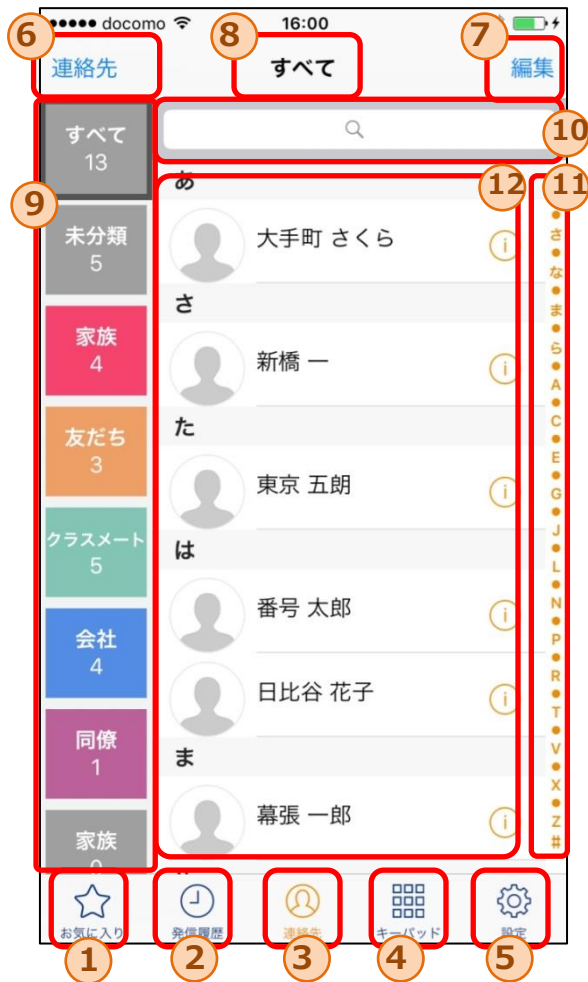 docomo 16:00
⑥ ⑧ ⑦
連絡先 すべて 編集
すべて
13
⑩
⑨
あ
⑫ ⑪
大手町 さくら
未分類
5
さ
新橋 一
家族
4
た
東京 五朗
友だち
3
は
クラスメート
5
番号 太郎
会社
4
日比谷 花子
同僚
1
ま
幕張 一郎
家族
さ
な
ま
ら
A
C
E
G
J
L
N
P
R
T
V
X
Z
#
お気に入り 発信履歴 連絡先 キーパッド 設定
① ② ③ ④ ⑤